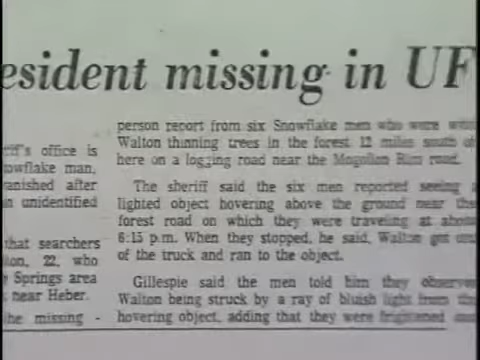 esident missing in UF
riff's office is
owflake man,
vanished after
an unidentified
that searchers
lton, 22, who
Springs area
near Heber.
the missing -
person report from six Snowflake men who were with
Walton thinning trees in the forest 12 miles south of
here on a logging road near the Mogollon Rim road.
The sheriff said the six men reported seeing a
lighted object hovering above the ground near the
forest road on which they were traveling at about
6:15 p.m. When they stopped, he said, Walton got out
of the truck and ran to the object.
Gillespie said the men told him they observed
Walton being struck by a ray of bluish light from the
hovering object, adding that they were frightened and